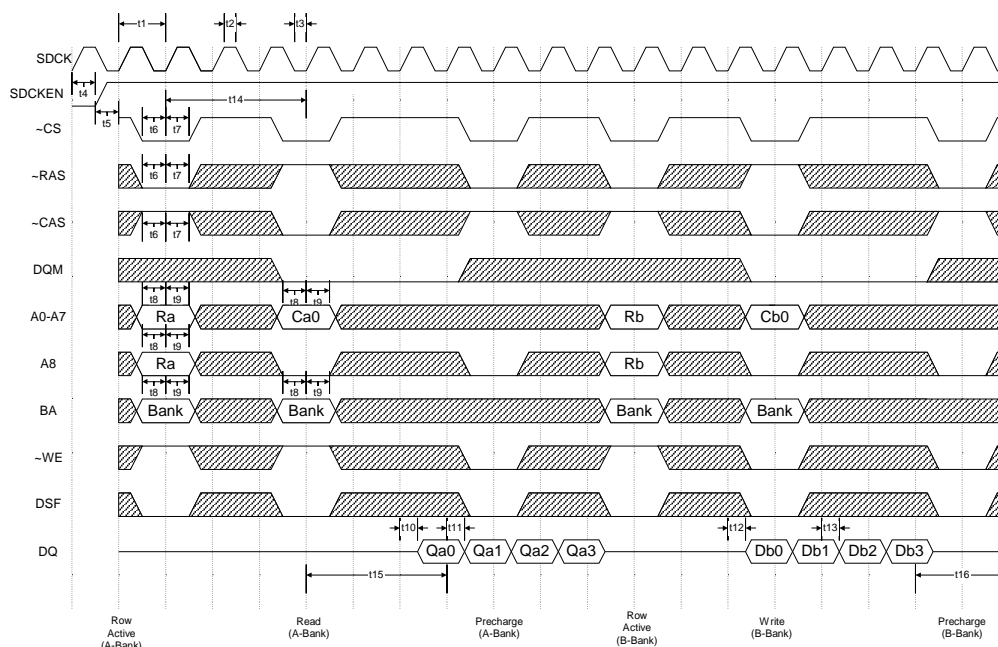 t1
t2
t3
SDCK
t4
SDCKEN
t14
t5
~CS
t6 t7
~RAS
t6 t7
~CAS
t6 t7
DQM
t8 t9 t8 t9
A0-A7 Ra Ca0 Rb Cb0
t8 t9
A8 Ra Rb
t8 t9 t8 t9
BA Bank Bank Bank Bank
~WE
DSF
t10 t11 t12 t13
DQ Qa0 Qa1 Qa2 Qa3 Db0 Db1 Db2 Db3
t15 t16
Row
Active
(A-Bank)
Read
(A-Bank)
Precharge
(A-Bank)
Row
Active
(B-Bank)
Write
(B-Bank)
Precharge
(B-Bank)